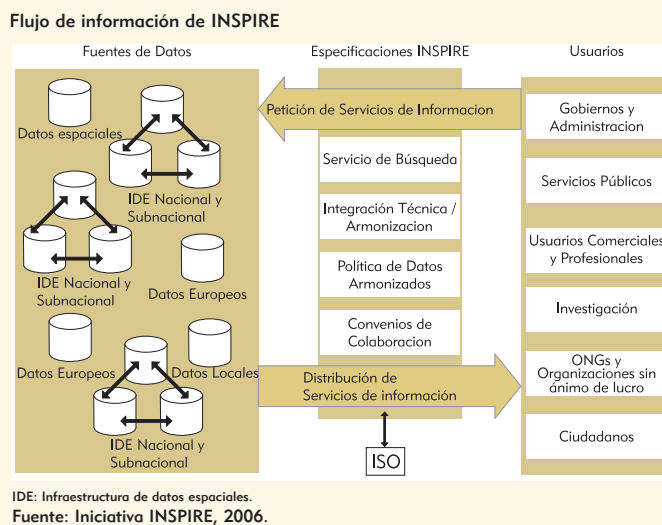 Flujo de información de INSPIRE
Fuentes de Datos
Especificaciones INSPIRE
Usuarios
Datos espaciales
IDE Nacional y
Subnacional
IDE Nacional y
Subnacional
Datos Europeos
Datos Europeos
Datos Locales
IDE Nacional y
Subnacional
Petición de Servicios de Informacion
Servicio de Búsqueda
Integración Técnica /
Armonizacion
Política de Datos
Armonizados
Convenios de
Colaboracion
Distribución de
Servicios de información
ISO
Gobiernos y
Administracion
Servicios Públicos
Usuarios Comerciales
y Profesionales
Investigación
ONGs y
Organizaciones sin
ánimo de lucro
Ciudadanos
IDE: Infraestructura de datos espaciales.
Fuente: Iniciativa INSPIRE, 2006.